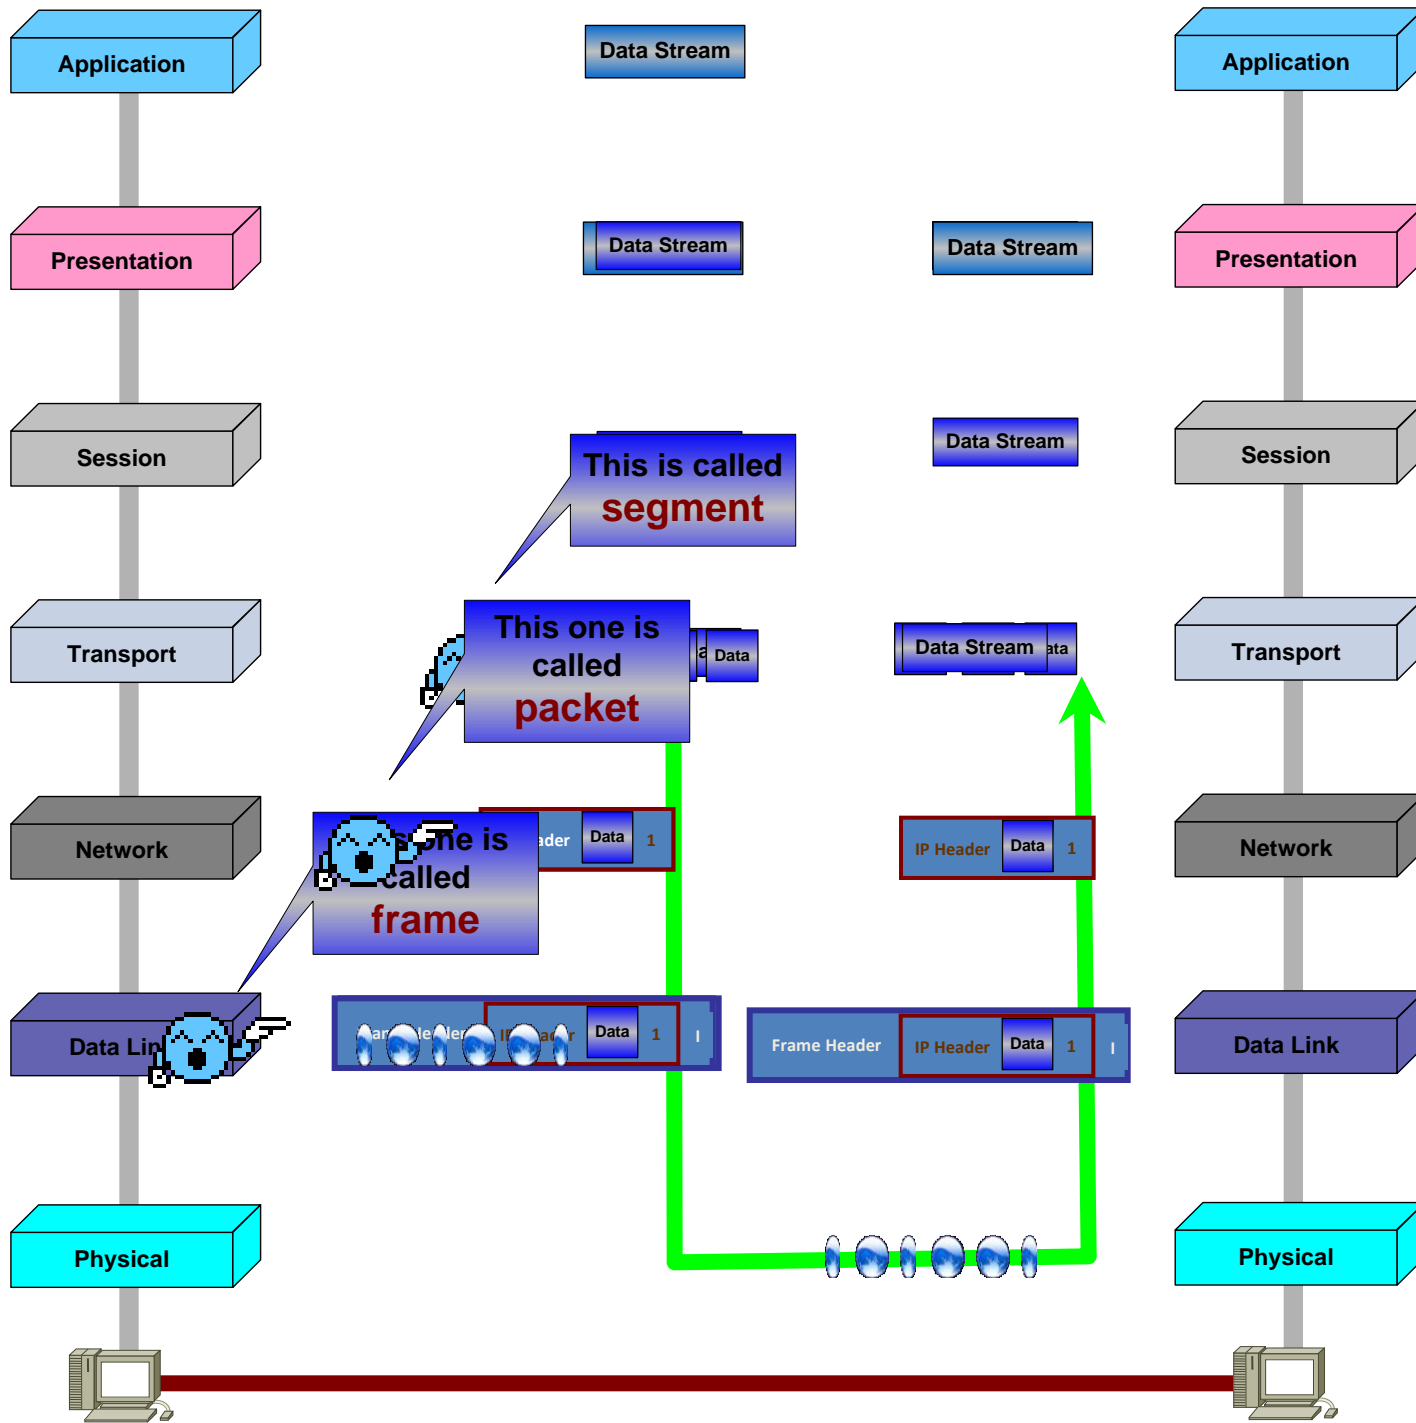 Application
Data Stream
Application
Presentation
Data Stream
Data Stream
Presentation
Session
This is called
segment
Data Stream
Session
Transport
This one is
called
packet
Data
Data Stream
Transport
Network
one is
called
frame
Data
1
IP Header
Data
1
Network
Data
1
Frame Header
IP Header
Data
1
Data Link
Physical
Physical